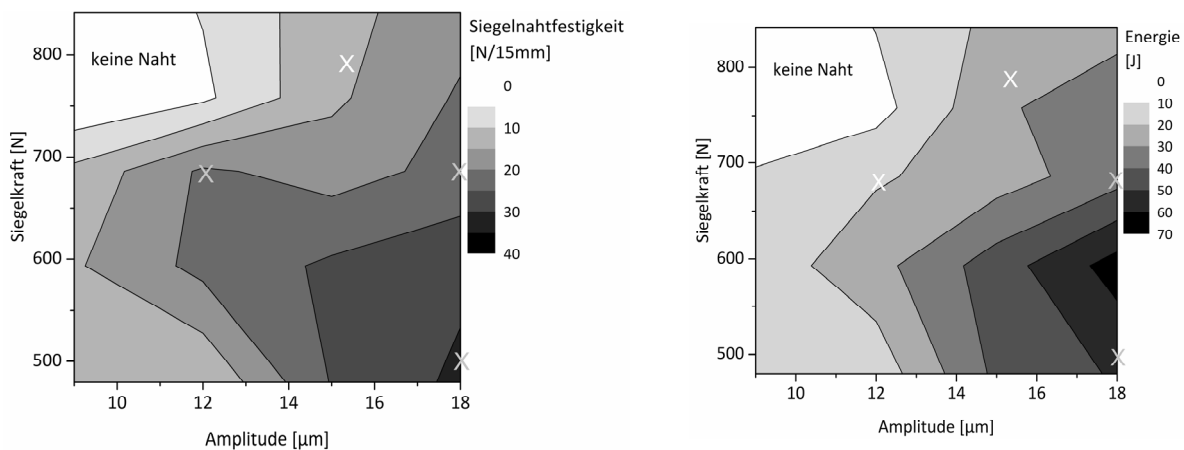 Siegelnahtfestigkeit
[N/15mm]
0
10
20
30
40
keine Naht
X
X
X
X
800
700
600
500
Siegelkraft [N]
10 12 14 16 18
Amplitude [µm]
Energie
[J]
0
10
20
30
40
50
60
70
keine Naht
X
X
X
X
800
700
600
500
Siegelkraft [N]
10 12 14 16 18
Amplitude [µm]